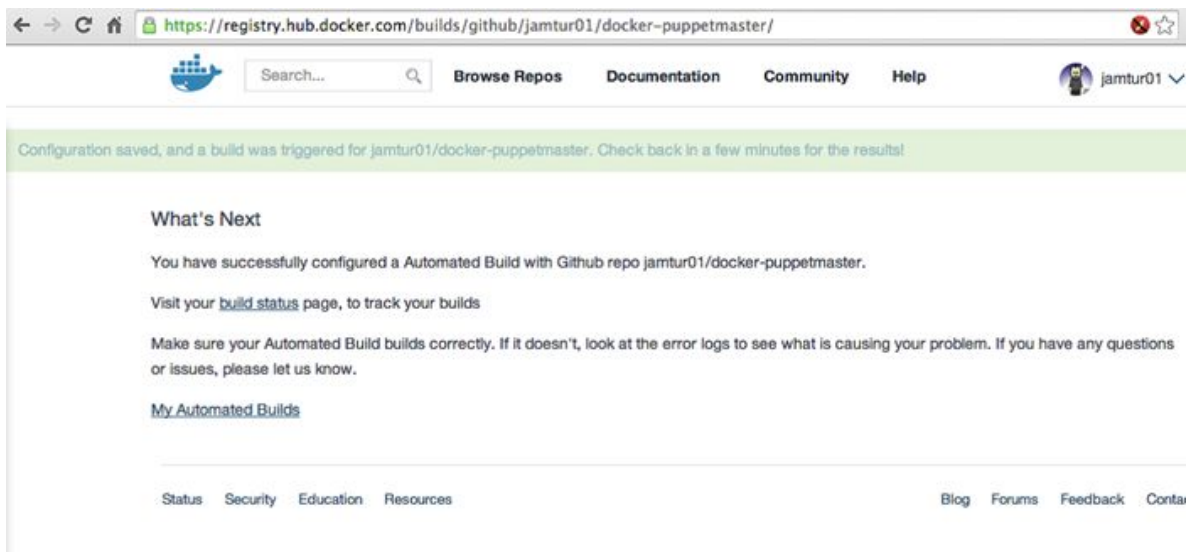 https://registry.hub.docker.com/builds/github/jamtur01/docker-puppetmaster/
Search... Browse Repos Documentation Community Help jamtur01
Configuration saved, and a build was triggered for jamtur01/docker-puppetmaster. Check back in a few minutes for the results!
What's Next
You have successfully configured a Automated Build with Github repo jamtur01/docker-puppetmaster.
Visit your build status page, to track your builds
Make sure your Automated Build builds correctly. If it doesn't, look at the error logs to see what is causing your problem. If you have any questions
or issues, please let us know.
My Automated Builds
Status Security Education Resources Blog Forums Feedback Conta